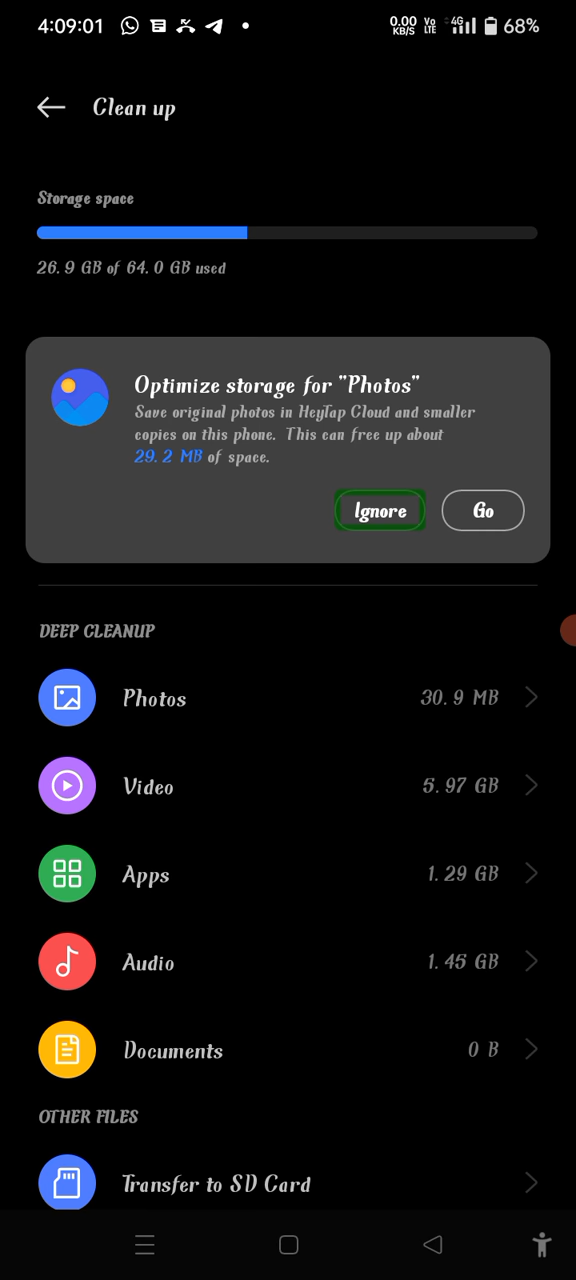 4:09:01
0.00 KB/S Vo LTE 4G 68%
Clean up
Storage space
26.9 GB of 64.0 GB used
Optimize storage for "Photos"
Save original photos in HeyTap Cloud and smaller
copies on this phone. This can free up about
29.2 MB of space.
Ignore Go
DEEP CLEANUP
Photos 30.9 MB
Video 5.97 GB
Apps 1.29 GB
Audio 1.45 GB
Documents 0 B
OTHER FILES
Transfer to SD Card